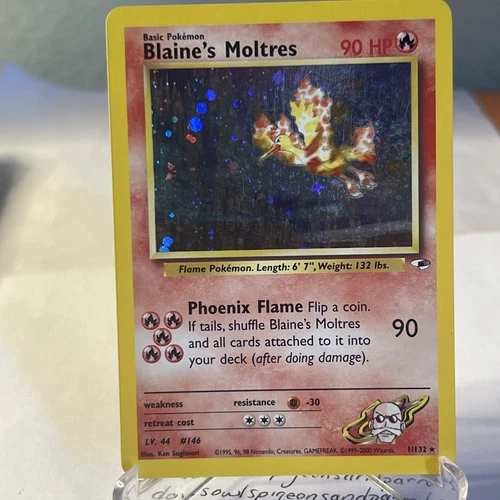 Basic Pokémon
Blaine's Moltres 90 HP
Flame Pokémon. Length: 6' 7", Weight: 132 lbs.
Phoenix Flame Flip a coin.
If tails, shuffle Blaine's Moltres
and all cards attached to it into
your deck (after doing damage).
90
weakness resistance -30
retreat cost
LV. 44 #146
1/132 ★
Illus. Ken Sugimori ©1995, 96, 98 Nintendo, Creatures, GAMEFREAK. ©1999-2000 Wizards.